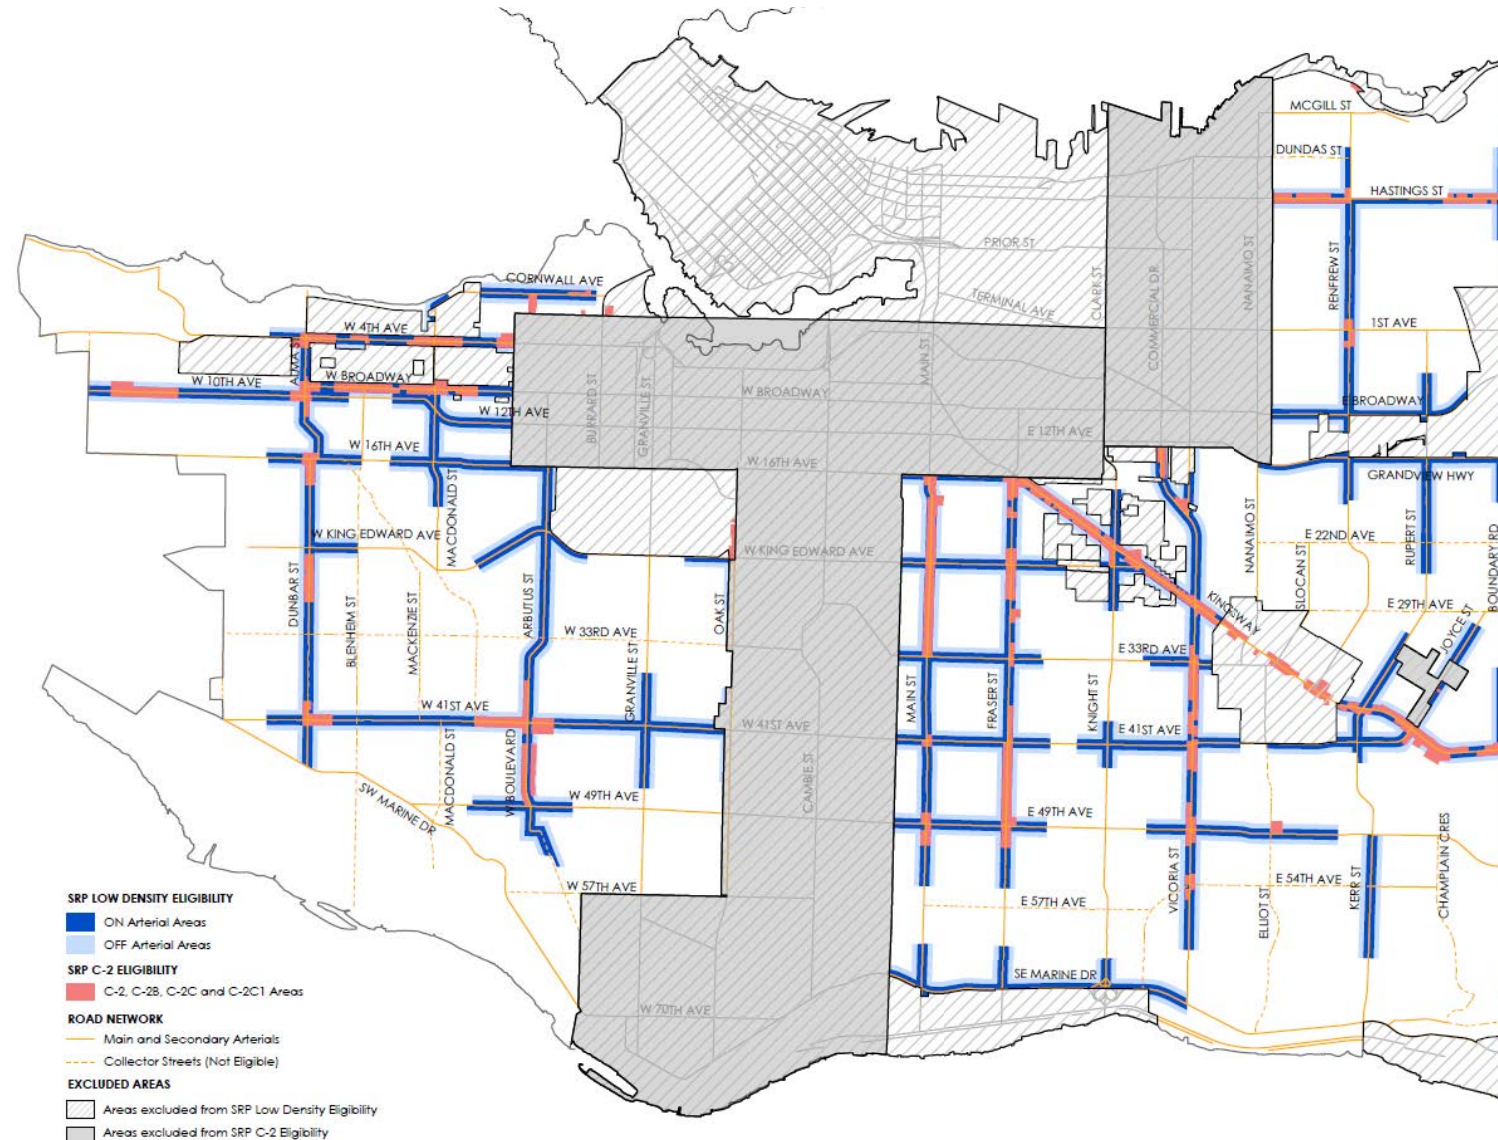 MCGILL ST
DUNDAS ST
HASTINGS ST
PRIOR ST
CORNWALL AVE
TERMINAL AVE
CLARK ST
COMMERCIAL DR
NANAIMO ST
RENFREW ST
1ST AVE
W 4TH AVE
ALMA ST
W BROADWAY
W 10TH AVE
MAIN ST
W BROADWAY
E BROADWAY
W 12TH AVE
BURRARD ST
GRANVILLE ST
E 12TH AVE
W 16TH AVE
W 16TH AVE
MACDONALD ST
GRANDVIEW HWY
W KING EDWARD AVE
W KING EDWARD AVE
NANAIMO ST
E 22ND AVE
RUPERT ST
BOUNDARY RD
DUNBAR ST
BLENHEIM ST
MACKENZIE ST
ARBUTUS ST
OAK ST
KINGSWAY
SLOCAN ST
E 29TH AVE
JOYCE ST
W 33RD AVE
E 33RD AVE
GRANVILLE ST
MAIN ST
FRASER ST
KNIGHT ST
W 41ST AVE
W 41ST AVE
E 41ST AVE
MACDONALD ST
W BOULEVARD
CAMBIE ST
SW MARINE DR
W 49TH AVE
E 49TH AVE
VICORIA ST
CHAMPLAIN CRES
W 57TH AVE
E 54TH AVE
KERR ST
ELLIOT ST
E 57TH AVE
SE MARINE DR
W 70TH AVE
SRP LOW DENSITY ELIGIBILITY
ON Arterial Areas
OFF Arterial Areas
SRP C-2 ELIGIBILITY
C-2, C-2B, C-2C and C-2C1 Areas
ROAD NETWORK
Main and Secondary Arterials
Collector Streets (Not Eligible)
EXCLUDED AREAS
Areas excluded from SRP Low Density Eligibility
Areas excluded from SRP C-2 Eligibility